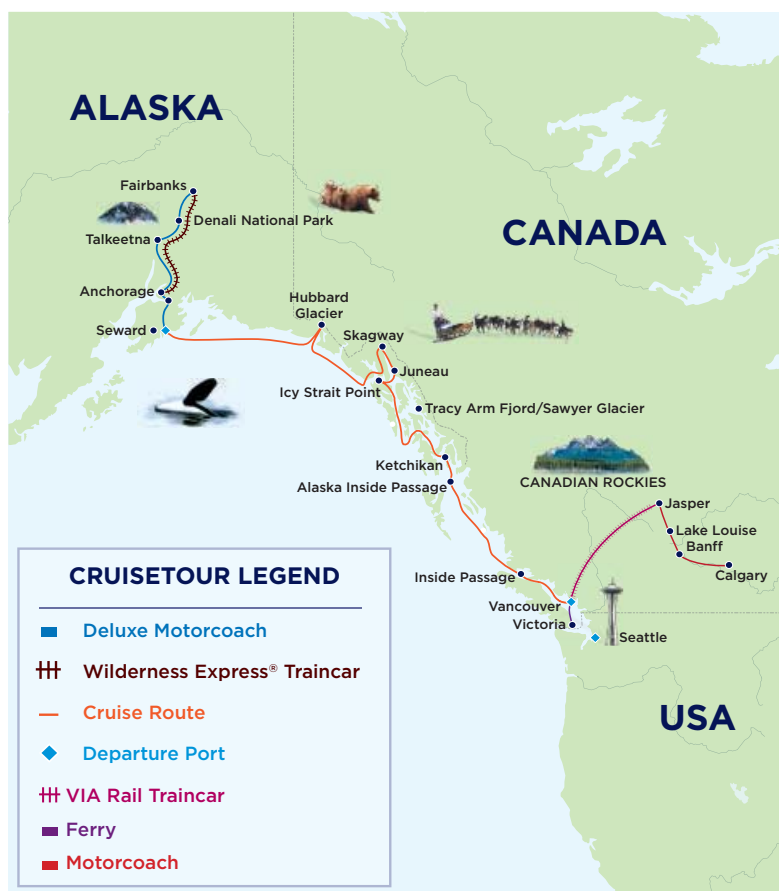 ALASKA
Fairbanks
Denali National Park
Talkeetna
CANADA
Anchorage
Hubbard
Glacier
Seward
Skagway
Juneau
Icy Strait Point
Tracy Arm Fjord/Sawyer Glacier
Ketchikan
CANADIAN ROCKIES
Alaska Inside Passage
Jasper
Lake Louise
Banff
Calgary
Inside Passage
Vancouver
Victoria
Seattle
USA
CRUISETOUR LEGEND
Deluxe Motorcoach
Wilderness Express® Traincar
Cruise Route
Departure Port
VIA Rail Traincar
Ferry
Motorcoach